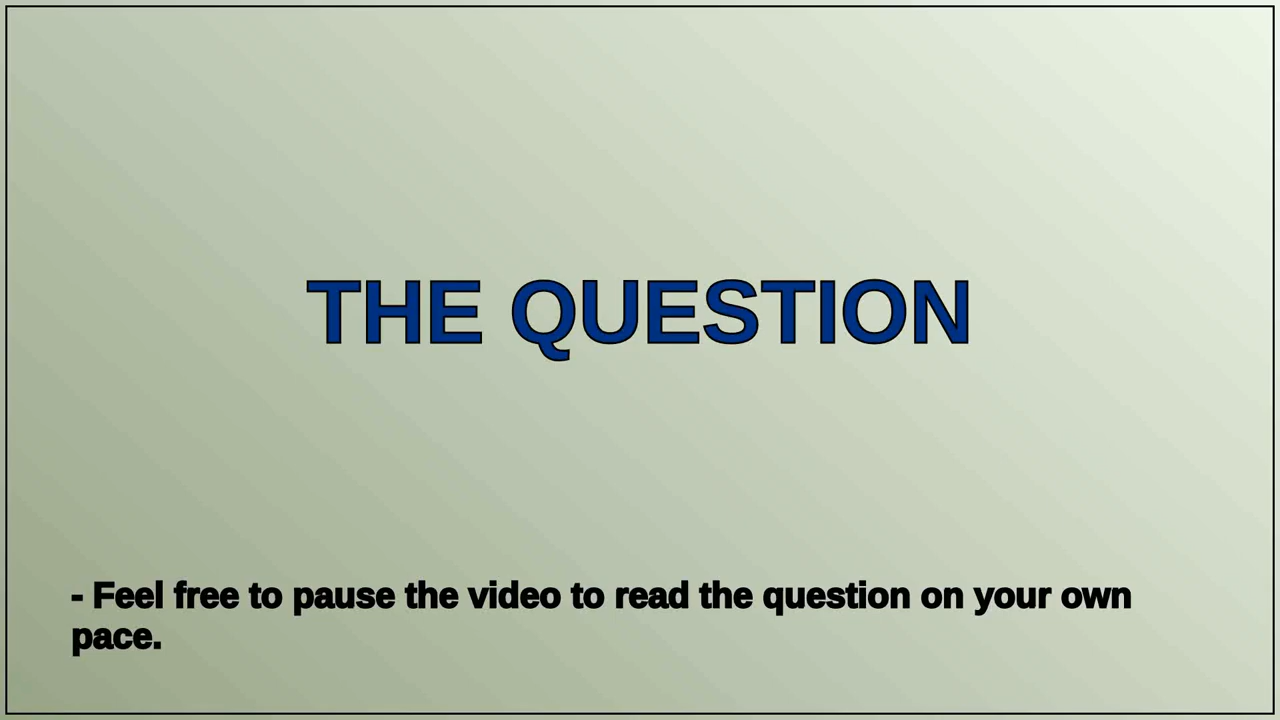 THE QUESTION
- Feel free to pause the video to read the question on your own
pace.